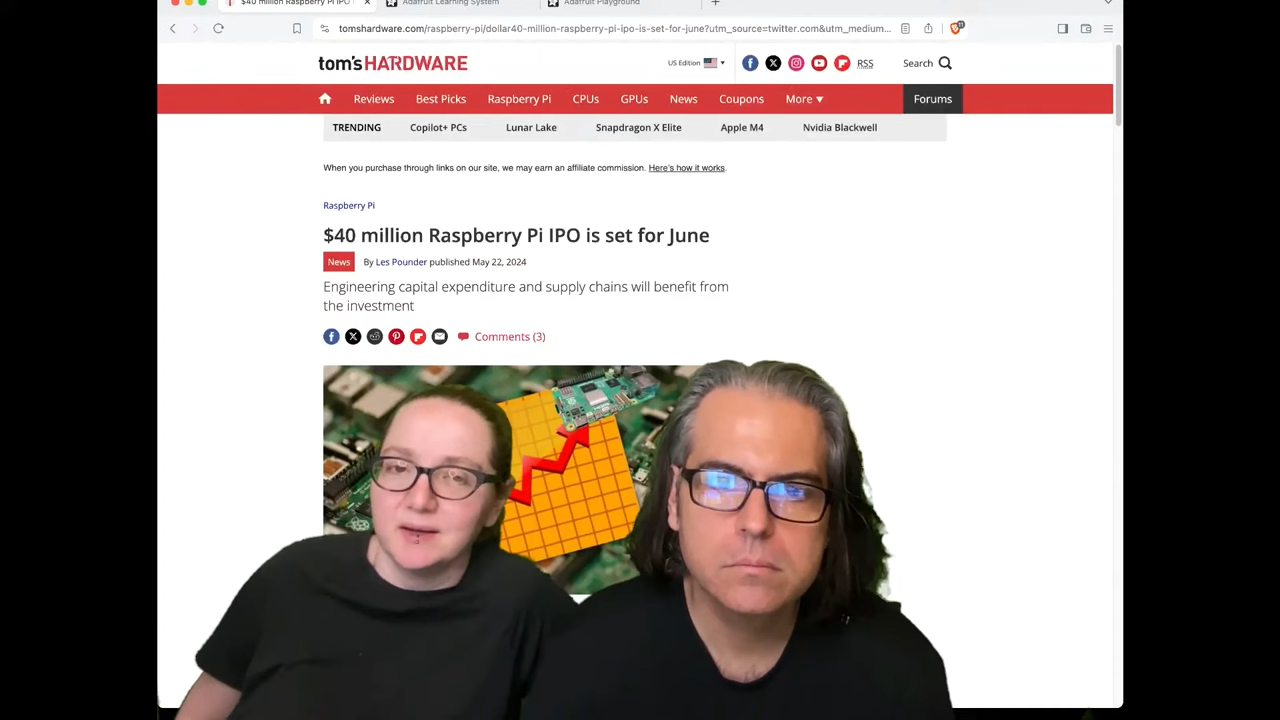 $40 million Raspberry Pi IPO
Adafruit Learning System
Adafruit Playground
tomshardware.com/raspberry-pi/dollar40-million-raspberry-pi-ipo-is-set-for-june?utm_source=twitter.com&utm_medium...
tom'sHARDWARE
US Edition
RSS
Search
Home Reviews Best Picks Raspberry Pi CPUs GPUs News Coupons More Forums
TRENDING Copilot+ PCs Lunar Lake Snapdragon X Elite Apple M4 Nvidia Blackwell
When you purchase through links on our site, we may earn an affiliate commission. Here's how it works.
Raspberry Pi
$40 million Raspberry Pi IPO is set for June
News By Les Pounder published May 22, 2024
Engineering capital expenditure and supply chains will benefit from
the investment
Comments (3)